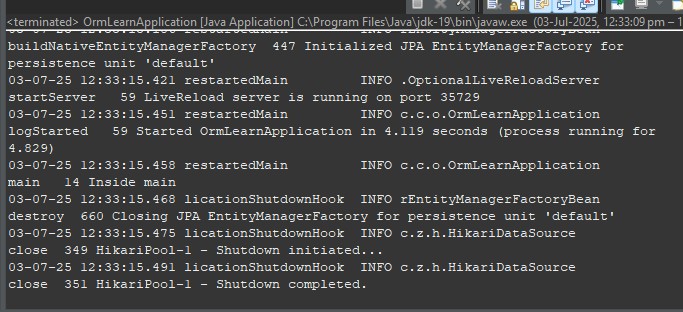 <terminated> OrmLearnApplication [Java Application] C:\Program Files\Java\jdk-19\bin\javaw.exe (03-Jul-2025, 12:33:09 pm – 1
buildNativeEntityManagerFactory  447 Initialized JPA EntityManagerFactory for
persistence unit 'default'
03-07-25 12:33:15.421 restartedMain        INFO .OptionalLiveReloadServer
startServer   59 LiveReload server is running on port 35729
03-07-25 12:33:15.451 restartedMain        INFO c.c.o.OrmLearnApplication
logStarted   59 Started OrmLearnApplication in 4.119 seconds (process running for
4.829)
03-07-25 12:33:15.458 restartedMain        INFO c.c.o.OrmLearnApplication
main   14 Inside main
03-07-25 12:33:15.468 licationShutdownHook  INFO rEntityManagerFactoryBean
destroy  660 Closing JPA EntityManagerFactory for persistence unit 'default'
03-07-25 12:33:15.475 licationShutdownHook  INFO c.z.h.HikariDataSource
close  349 HikariPool-1 - Shutdown initiated...
03-07-25 12:33:15.491 licationShutdownHook  INFO c.z.h.HikariDataSource
close  351 HikariPool-1 - Shutdown completed.